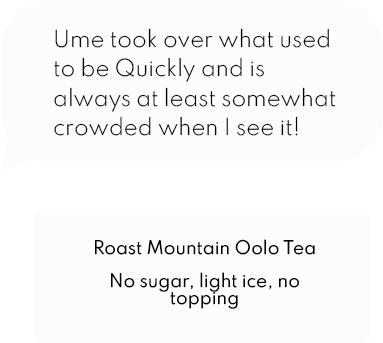 Ume took over what used
to be Quickly and is
always at least somewhat
crowded when I see it!
Roast Mountain Oolo Tea
No sugar, light ice, no
topping